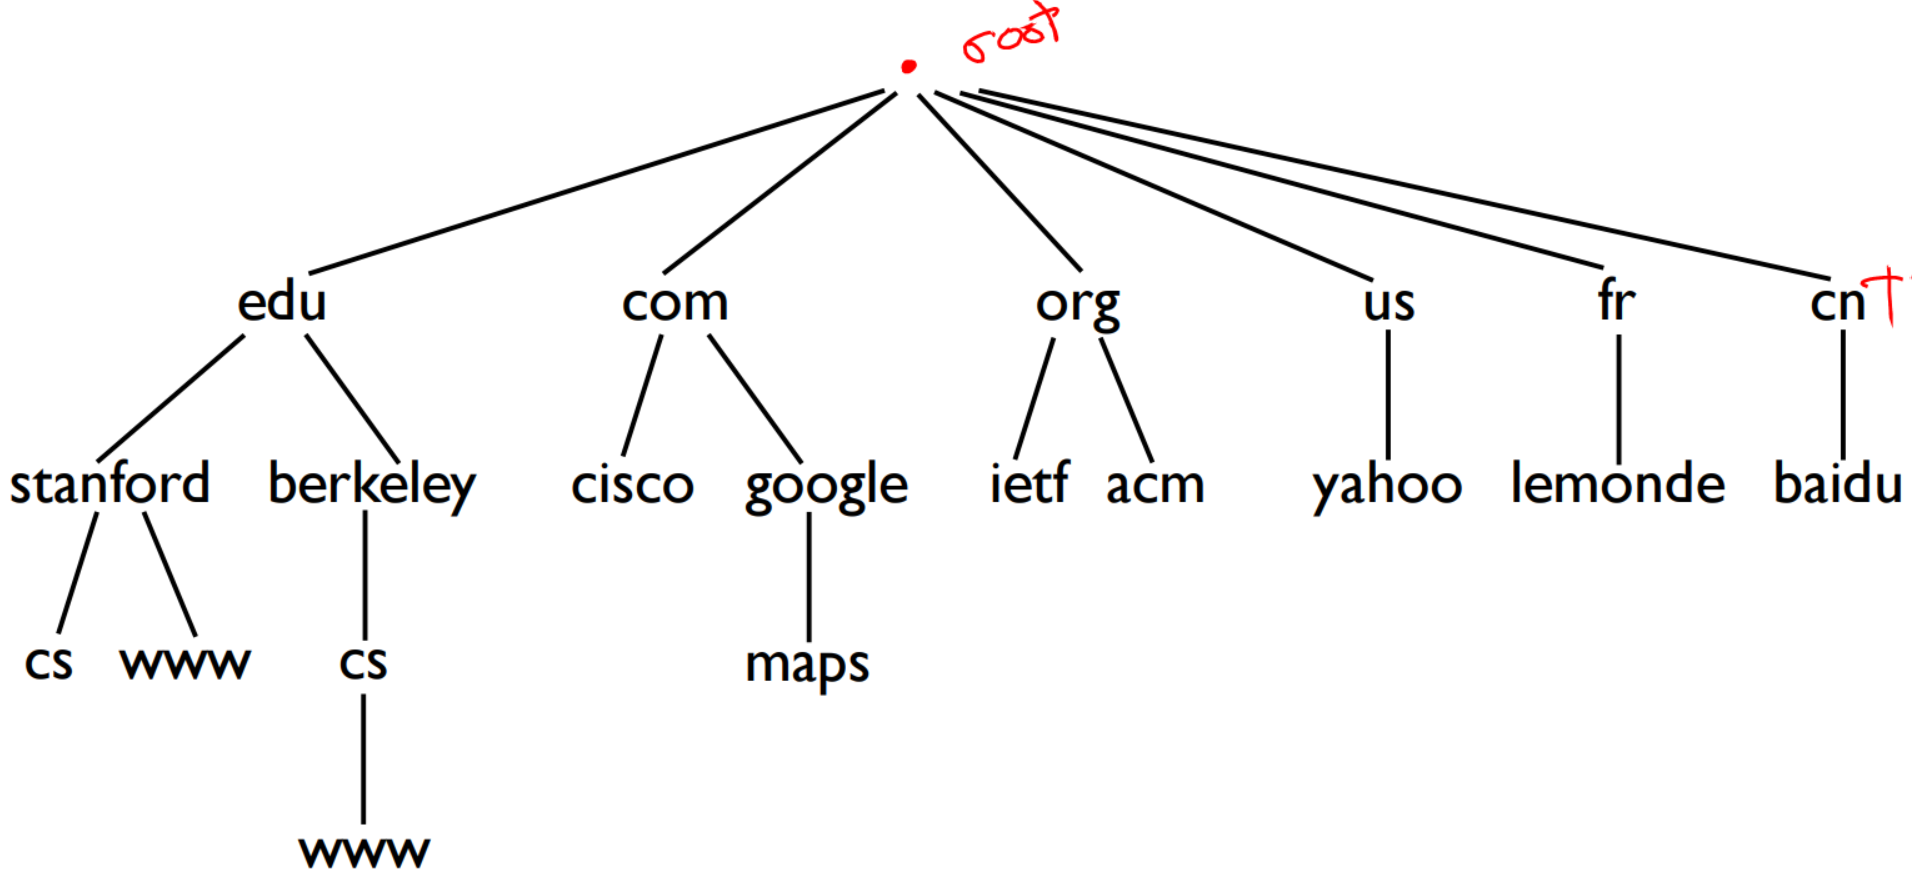 . root
edu com org us fr cn T
stanford berkeley cisco google ietf acm yahoo lemonde baidu
cs www cs maps
www